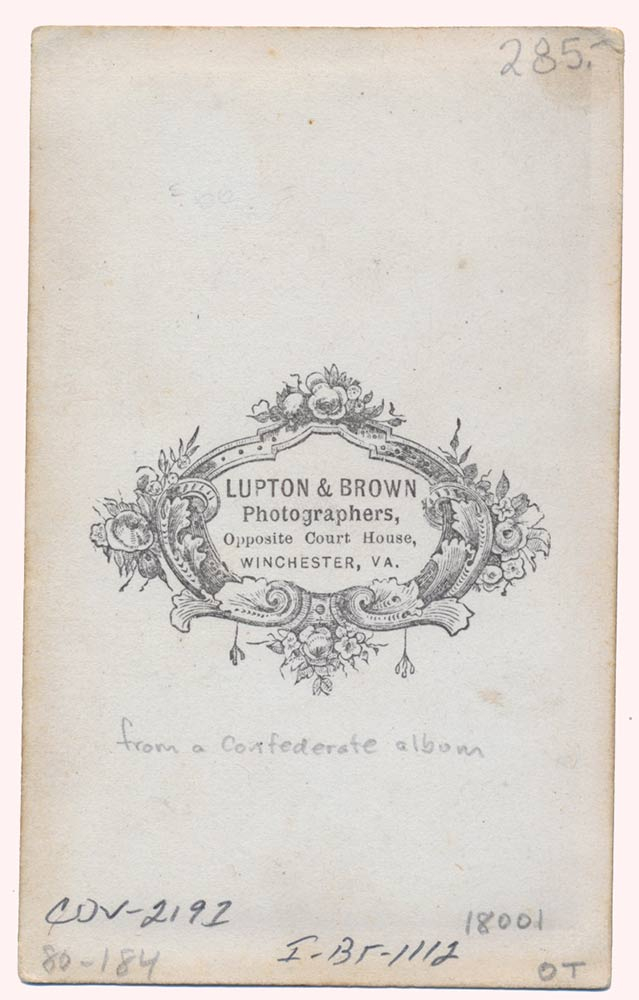 285.-
LUPTON & BROWN
Photographers,
Opposite Court House,
WINCHESTER, VA.
from a Confederate album
CDV-2192
18001
80-184
I-BT-1112
OT